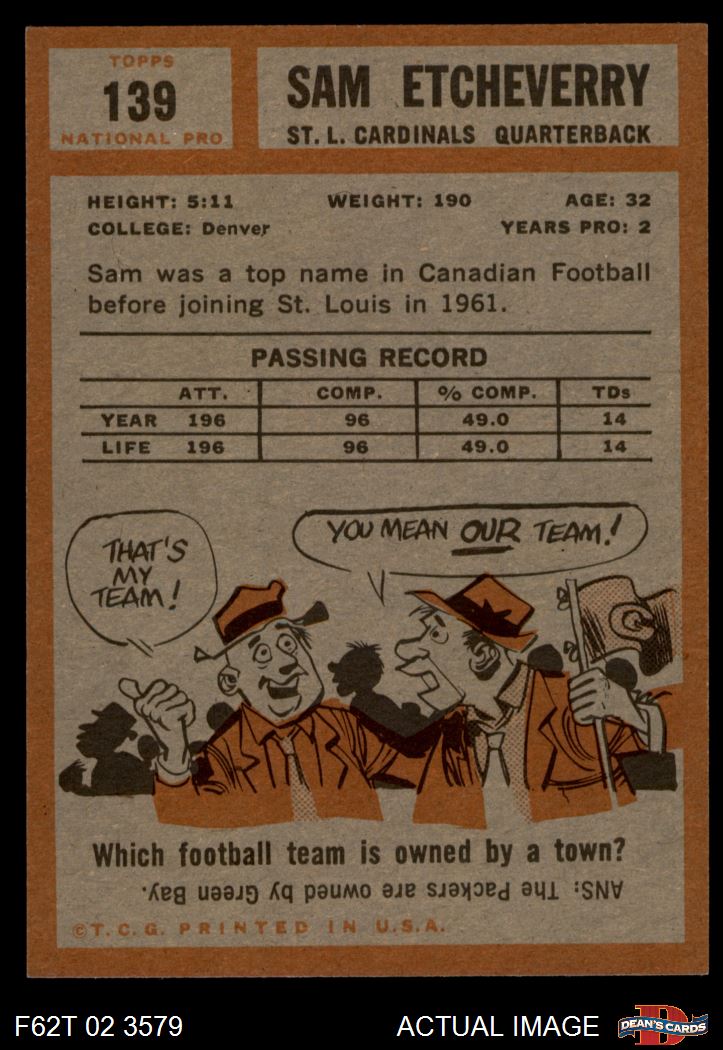 TOPPS
139
NATIONAL PRO
SAM ETCHEVERRY
ST. L. CARDINALS QUARTERBACK
HEIGHT: 5:11 WEIGHT: 190 AGE: 32
COLLEGE: Denver YEARS PRO: 2
Sam was a top name in Canadian Football
before joining St. Louis in 1961.
PASSING RECORD
ATT. COMP. % COMP. TDs
YEAR 196 96 49.0 14
LIFE 196 96 49.0 14
THAT'S
MY
TEAM!
YOU MEAN OUR TEAM!
Which football team is owned by a town?
ANS: The Packers are owned by Green Bay.
©T.C.G. PRINTED IN U.S.A.
F62T 02 3579 ACTUAL IMAGE
DEAN'S CARDS